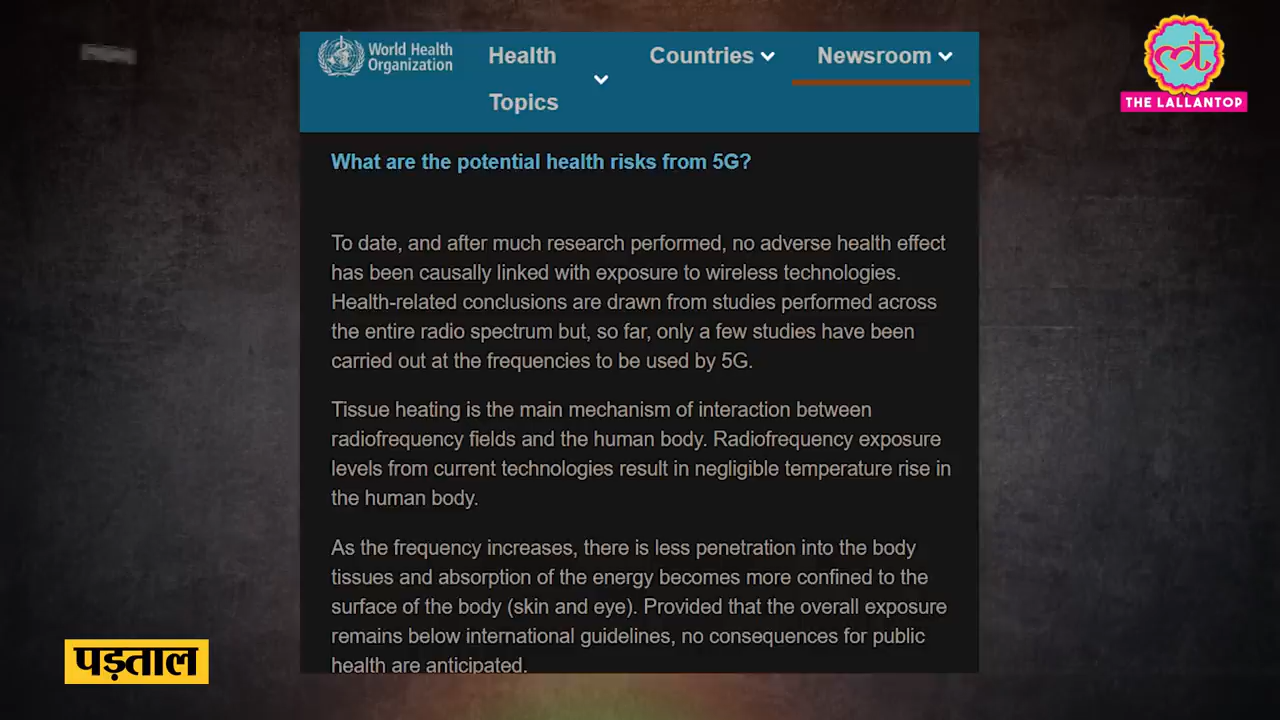 World Health
Organization
Health
Topics
Countries
Newsroom
मत
THE LALLANTOP
What are the potential health risks from 5G?
To date, and after much research performed, no adverse health effect
has been causally linked with exposure to wireless technologies.
Health-related conclusions are drawn from studies performed across
the entire radio spectrum but, so far, only a few studies have been
carried out at the frequencies to be used by 5G.
Tissue heating is the main mechanism of interaction between
radiofrequency fields and the human body. Radiofrequency exposure
levels from current technologies result in negligible temperature rise in
the human body.
As the frequency increases, there is less penetration into the body
tissues and absorption of the energy becomes more confined to the
surface of the body (skin and eye). Provided that the overall exposure
remains below international guidelines, no consequences for public
health are anticipated.
पड़ताल